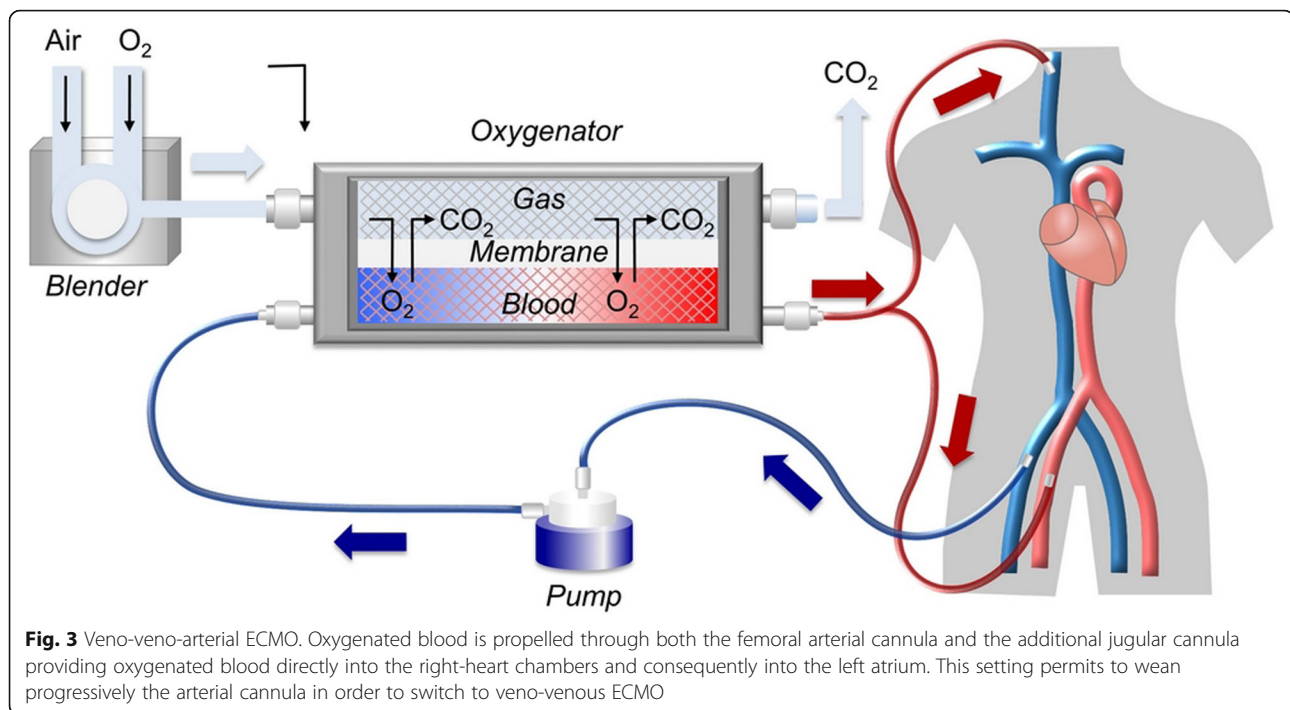 Air O₂
CO₂
Oxygenator
Gas
CO₂ CO₂
Membrane
Blender
O₂ Blood O₂
Pump
Fig. 3 Veno-veno-arterial ECMO. Oxygenated blood is propelled through both the femoral arterial cannula and the additional jugular cannula
providing oxygenated blood directly into the right-heart chambers and consequently into the left atrium. This setting permits to wean
progressively the arterial cannula in order to switch to veno-venous ECMO